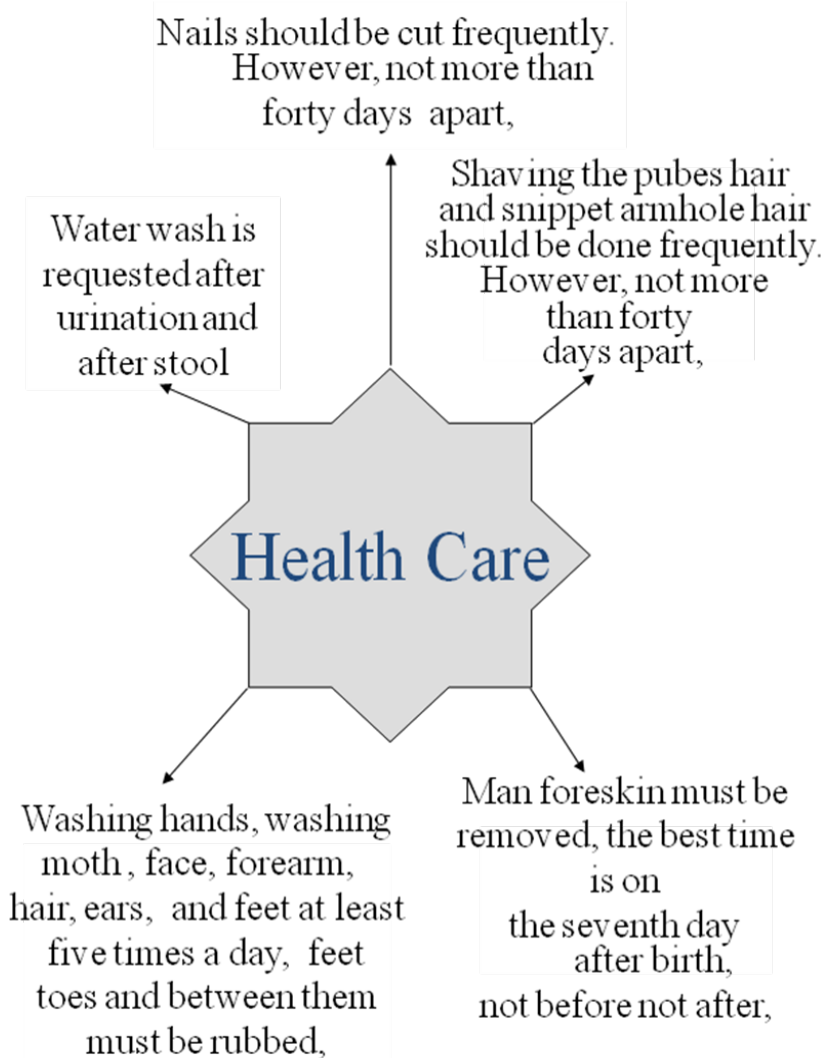 Nails should be cut frequently.
However, not more than
forty days apart,
Water wash is
requested after
urination and
after stool
Shaving the pubes hair
and snippet armhole hair
should be done frequently.
However, not more
than forty
days apart,
Health Care
Washing hands, washing
moth , face, forearm,
hair, ears, and feet at least
five times a day, feet
toes and between them
must be rubbed,
Man foreskin must be
removed, the best time
is on
the seventh day
after birth,
not before not after,